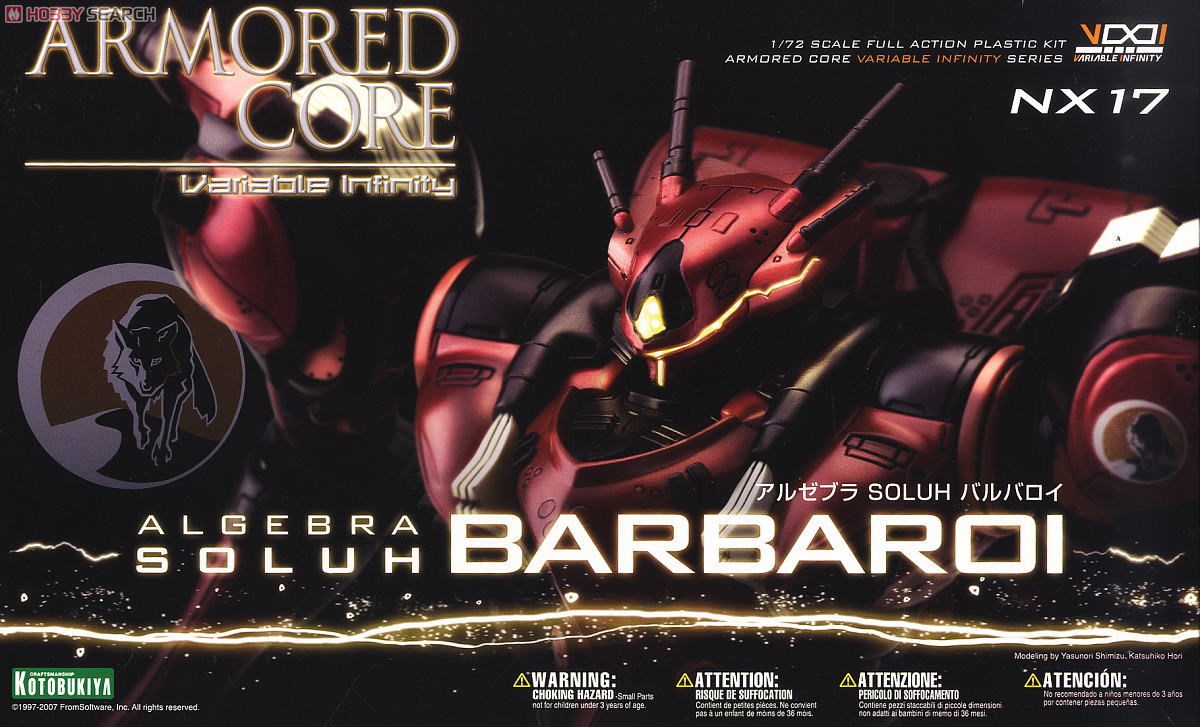 HOBBY SEARCH
ARMORED
CORE
Variable Infinity
1/72 SCALE FULL ACTION PLASTIC KIT
ARMORED CORE VARIABLE INFINITY SERIES
VARIABLE INFINITY
NX17
アルゼブラ SOLUH バルバロイ
ALGEBRA
SOLUH
BARBAROI
Modeling by Yasunori Shimizu, Katsuhiko Hori
CRAFTSMANSHIP
KOTOBUKIYA
©1997-2007 FromSoftware, Inc. All rights reserved.
WARNING:
CHOKING HAZARD -Small Parts
not for children under 3 years of age.
ATTENTION:
RISQUE DE SUFFOCATION
Contient de petites pièces. Ne convient
pas à un enfant de moins de 36 mois.
ATTENZIONE:
PERICOLO DI SOFFOCAMENTO
Contiene pezzi staccabili di piccole dimensioni
non adatti ai bambini di memo di 36 mesi.
ATENCIÓN:
No recomendado a niños menores de 3 años
por contener piezas pequeñas.